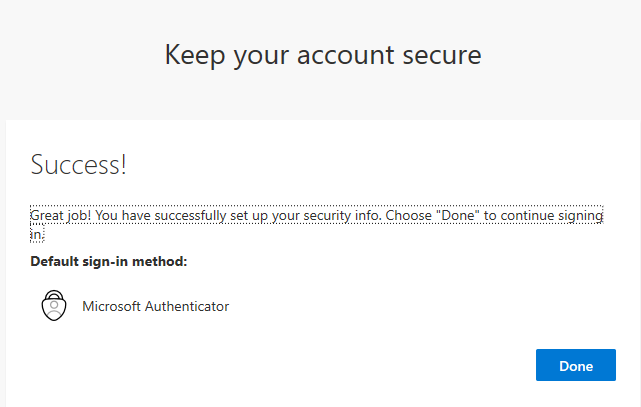 Keep your account secure
Success!
Great job! You have successfully set up your security info. Choose "Done" to continue signing
in.
Default sign-in method:
Microsoft Authenticator
Done